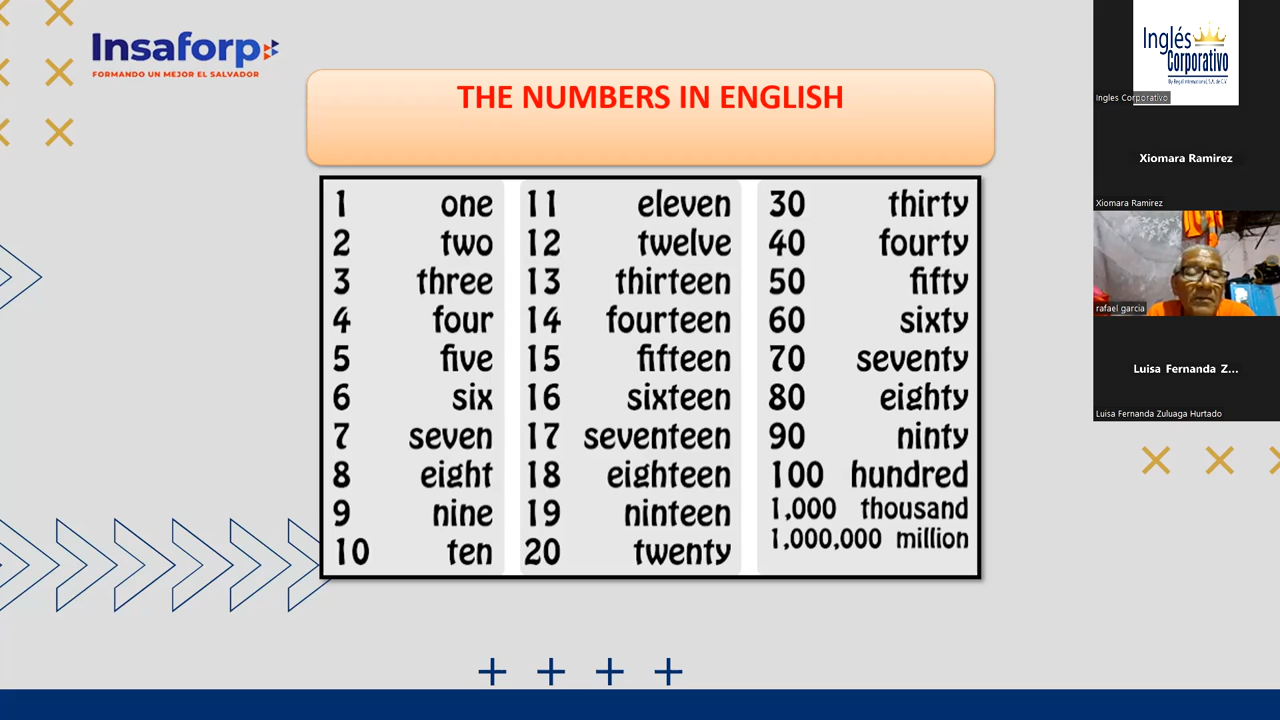 Insaforp
FORMANDO UN MEJOR EL SALVADOR
THE NUMBERS IN ENGLISH
1 one
2 two
3 three
4 four
5 five
6 six
7 seven
8 eight
9 nine
10 ten
11 eleven
12 twelve
13 thirteen
14 fourteen
15 fifteen
16 sixteen
17 seventeen
18 eighteen
19 ninteen
20 twenty
30 thirty
40 fourty
50 fifty
60 sixty
70 seventy
80 eighty
90 ninty
100 hundred
1,000 thousand
1,000,000 million
Inglés
Corporativo
By Regal International, S.A. de C.V.
Ingles Corporativo
Xiomara Ramirez
Xiomara Ramirez
rafael garcia
Luisa Fernanda Z...
Luisa Fernanda Zuluaga Hurtado